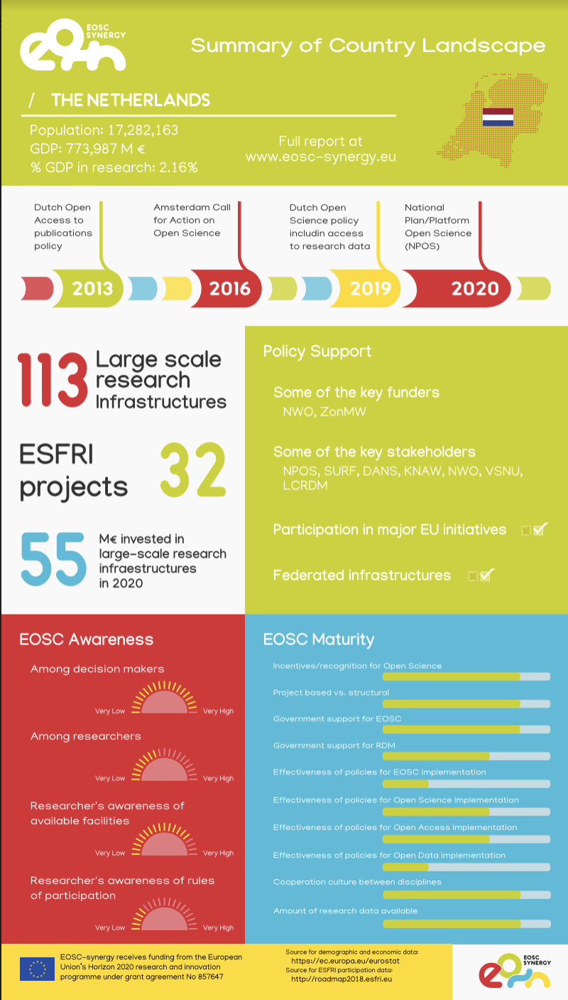 EOSC
SYNERGY
Summary of Country Landscape
/ THE NETHERLANDS
Population: 17,282,163
GDP: 773,987 M €
% GDP in research: 2.16%
Full report at
www.eosc-synergy.eu
Dutch Open
Access to
publications
policy
Amsterdam Call
for Action on
Open Science
Dutch Open
Science policy
includin access
to research data
National
Plan/Platform
Open Science
(NPOS)
2013
2016
2019
2020
113
Large scale
research
Infrastructures
ESFRI
projects
32
55
M€ invested in
large-scale research
infraestructures
in 2020
Policy Support
Some of the key funders
NWO, ZonMW
Some of the key stakeholders
NPOS, SURF, DANS, KNAW, NWO, VSNU,
LCRDM
Participation in major EU initiatives
Federated infrastructures
EOSC Awareness
Among decision makers
Very Low
Very High
Among researchers
Very Low
Very High
Researcher's awareness of
available facilities
Very Low
Very High
Researcher's awareness of rules
of participation
Very Low
Very High
EOSC Maturity
Incentives/recognition for Open Science
Project based vs. structural
Government support for EOSC
Government support for RDM
Effectiveness of policies for EOSC implementation
Effectiveness of policies for Open Science implementation
Effectiveness of policies for Open Access implementation
Effectiveness of policies for Open Data implementation
Cooperation culture between disciplines
Amount of research data available
EOSC-synergy receives funding from the European
Union's Horizon 2020 research and innovation
programme under grant agreement No 857647
Source for demographic and economic data:
https://ec.europa.eu/eurostat
Source for ESFRI participation data:
http://roadmap2018.esfri.eu
EOSC
SYNERGY